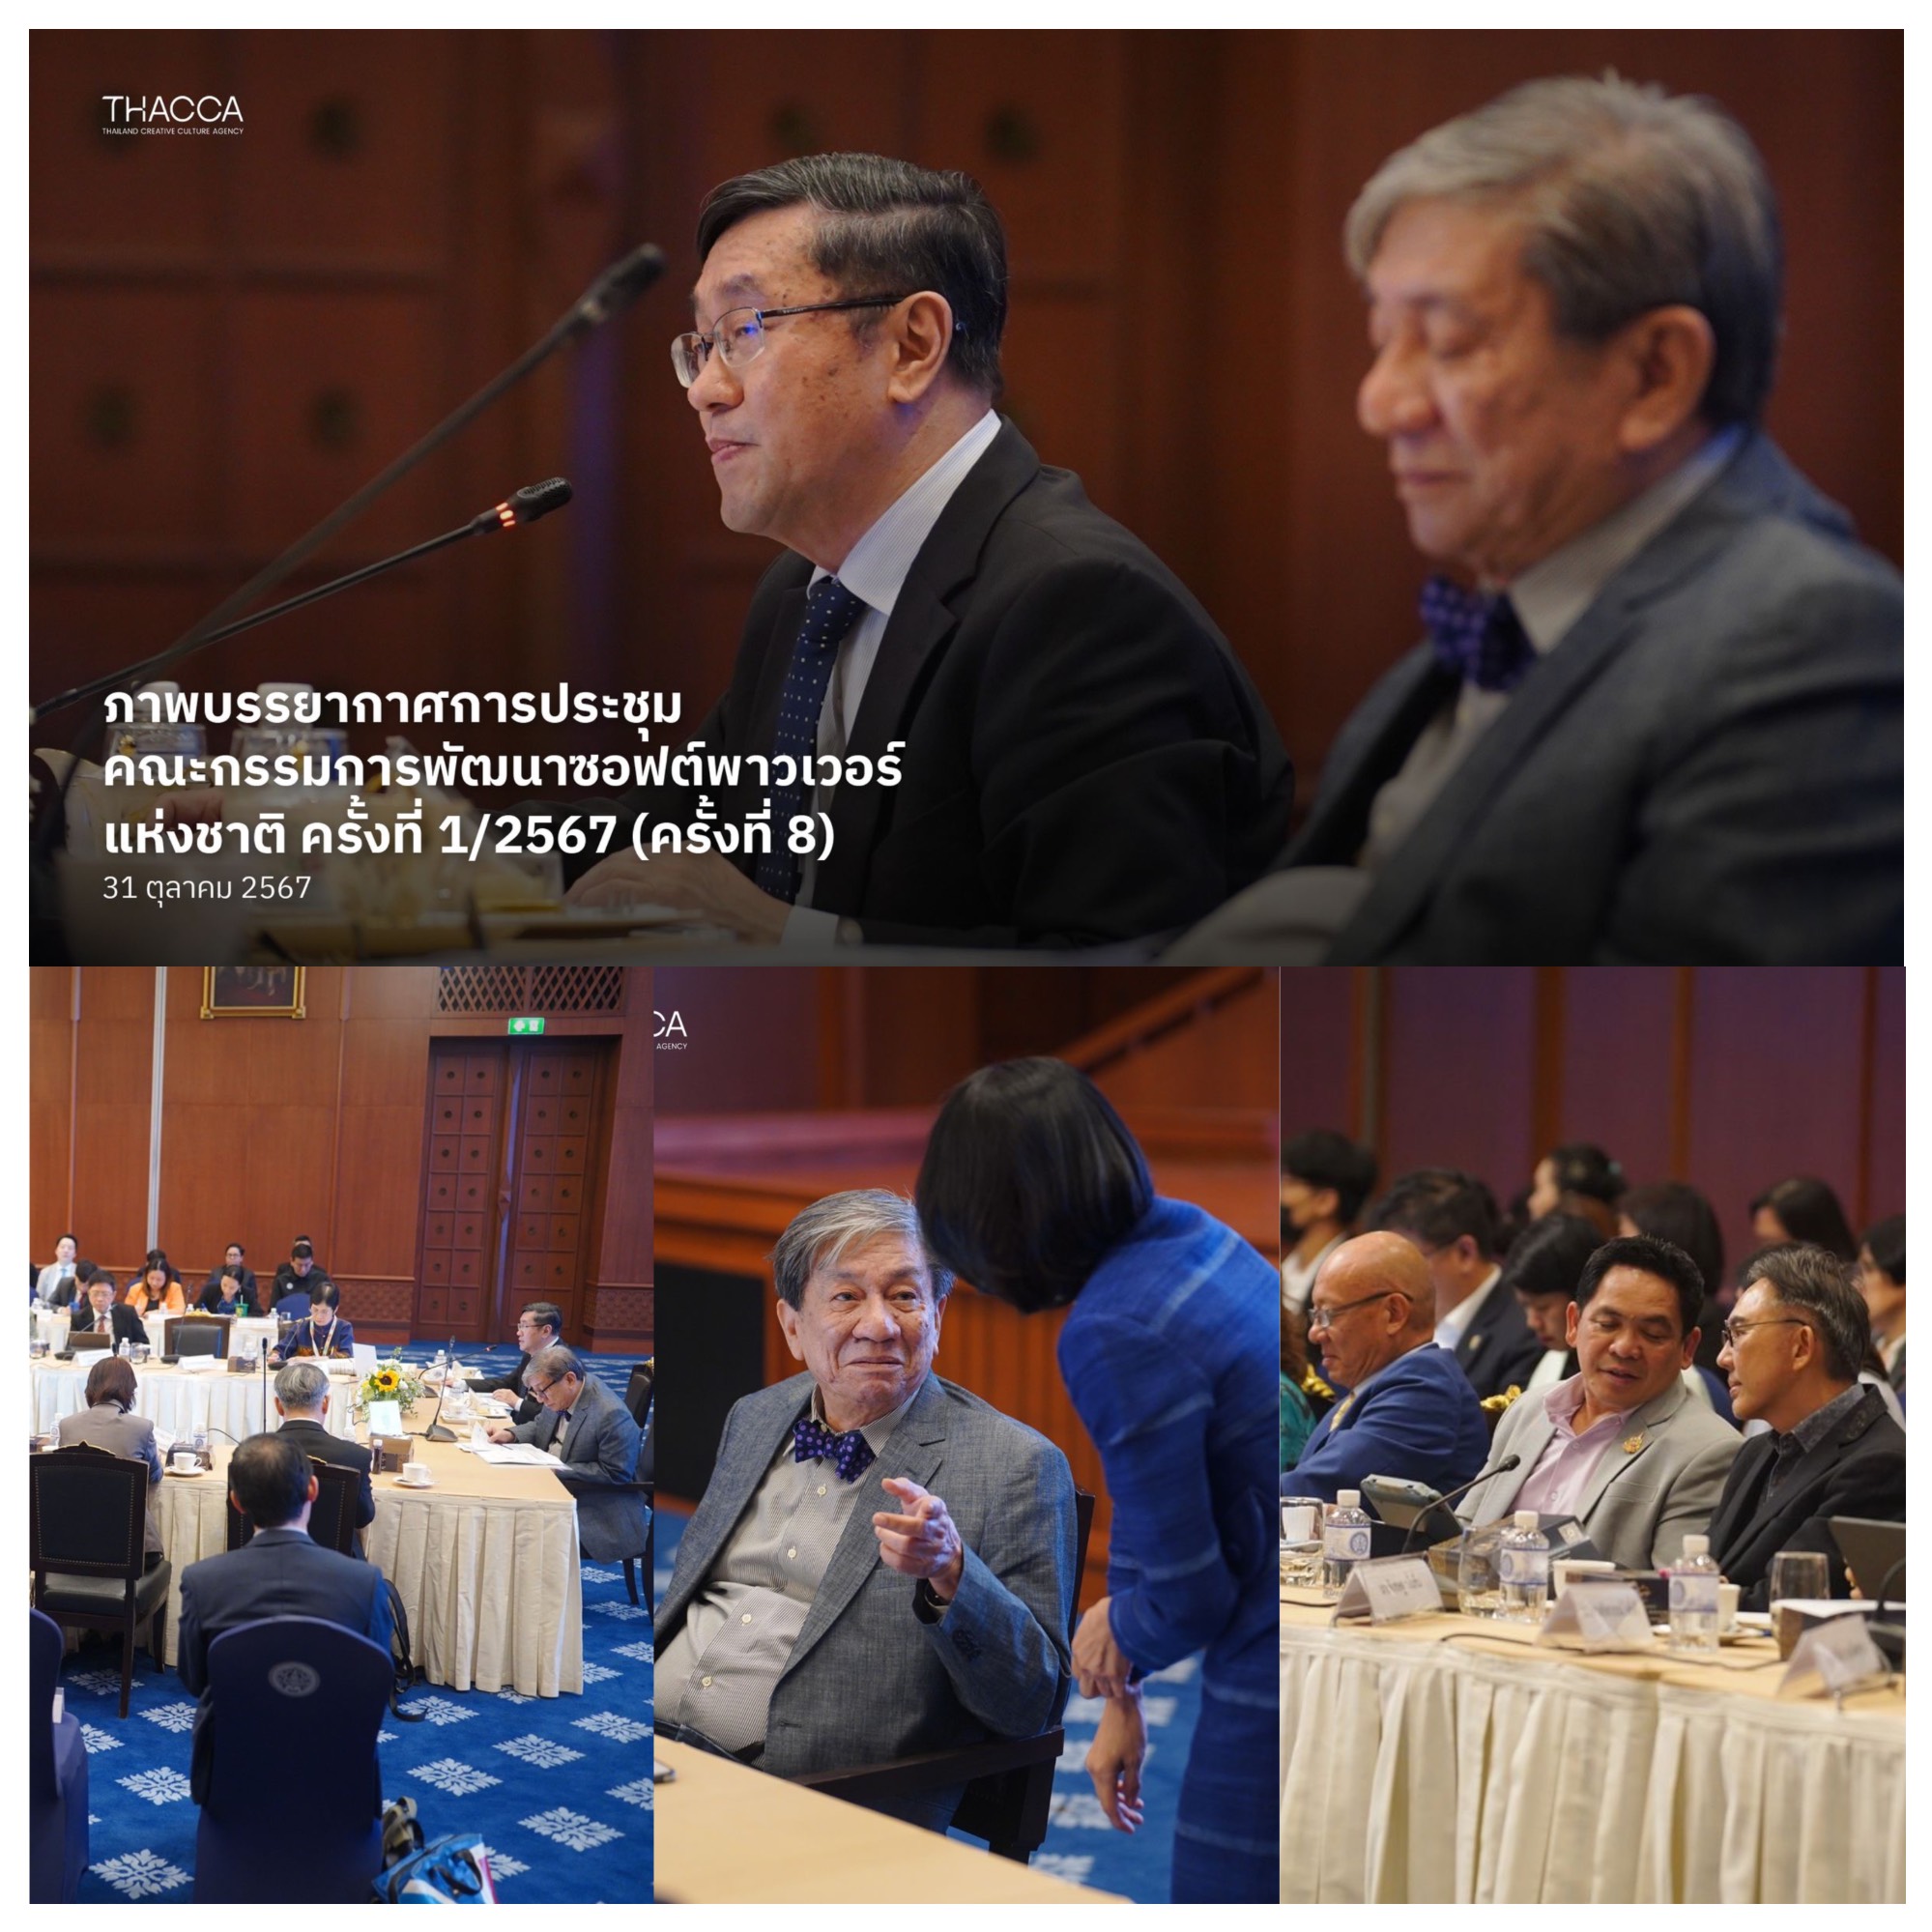 THACCA
THAILAND CREATIVE CULTURE AGENCY
ภาพบรรยากาศการประชุม
คณะกรรมการพัฒนาซอฟต์พาวเวอร์
แห่งชาติ ครั้งที่ 1/2567 (ครั้งที่ 8)
31 ตุลาคม 2567
CA
AGENCY